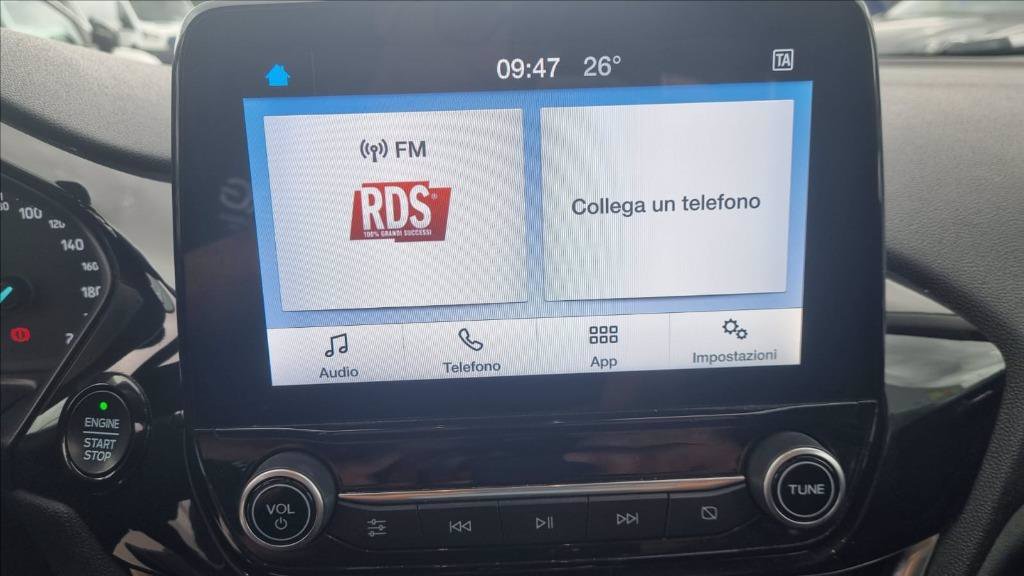 09:47 26° TA
FM
RDS
100% GRANDI SUCCESSI
Collega un telefono
Audio
Telefono
App
Impostazioni
100
120
140
160
180
ENGINE
START
STOP
VOL
TUNE